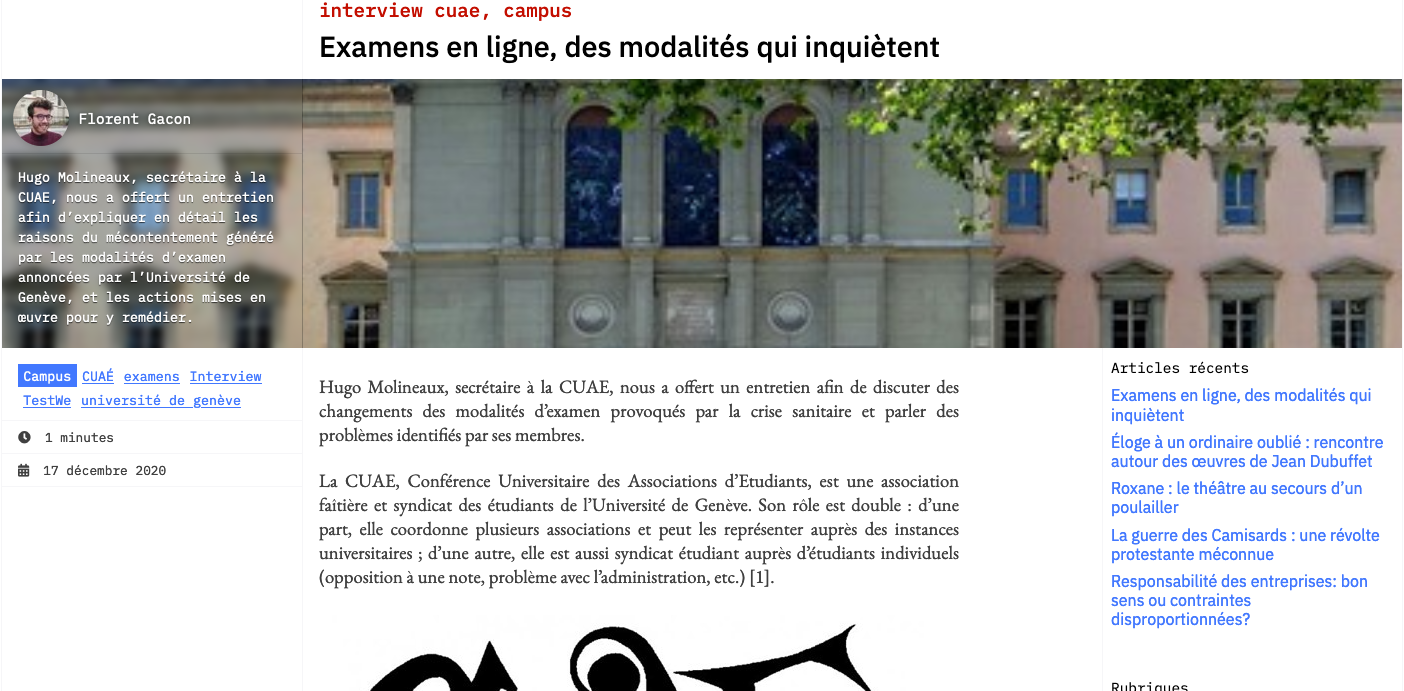 interview cuae, campus
Examens en ligne, des modalités qui inquiètent
Florent Gacon
Hugo Molineaux, secrétaire à la
CUAE, nous a offert un entretien
afin d’expliquer en détail les
raisons du mécontentement généré
par les modalités d’examen
annoncées par l’Université de
Genève, et les actions mises en
œuvre pour y remédier.
Campus CUAÉ examens Interview
TestWe université de genève
1 minutes
17 décembre 2020
Hugo Molineaux, secrétaire à la CUAE, nous a offert un entretien afin de discuter des
changements des modalités d’examen provoqués par la crise sanitaire et parler des
problèmes identifiés par ses membres.
La CUAE, Conférence Universitaire des Associations d’Etudiants, est une association
faîtière et syndicat des étudiants de l’Université de Genève. Son rôle est double : d’une
part, elle coordonne plusieurs associations et peut les représenter auprès des instances
universitaires ; d’une autre, elle est aussi syndicat étudiant auprès d’étudiants individuels
(opposition à une note, problème avec l’administration, etc.) [1].
Articles récents
Examens en ligne, des modalités qui
inquiètent
Éloge à un ordinaire oublié : rencontre
autour des œuvres de Jean Dubuffet
Roxane : le théâtre au secours d’un
poulailler
La guerre des Camisards : une révolte
protestante méconnue
Responsabilité des entreprises: bon
sens ou contraintes
disproportionnées?
Rubriques